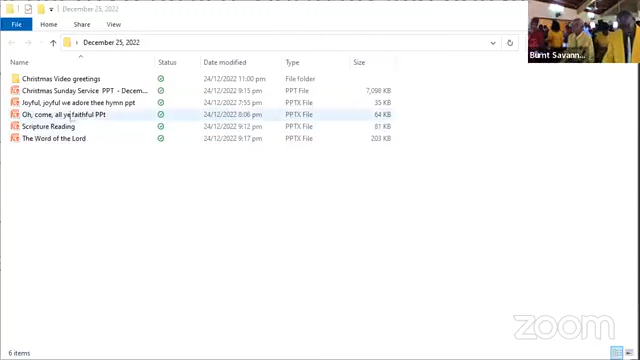 December 25, 2022
File Home Share View
December 25, 2022
Name Status Date modified Type Size
Christmas Video greetings 24/12/2022 11:00 pm File folder
Christmas Sunday Service PPT - Decem... 24/12/2022 9:15 pm PPT File 7,098 KB
Joyful, joyful we adore thee hymn ppt 24/12/2022 7:55 pm PPTX File 35 KB
Oh, come, all ye faithful PPt 24/12/2022 8:06 pm PPTX File 64 KB
Scripture Reading 24/12/2022 9:12 pm PPTX File 81 KB
The Word of the Lord 24/12/2022 9:17 pm PPTX File 203 KB
6 items
Burnt Savann...
zoom